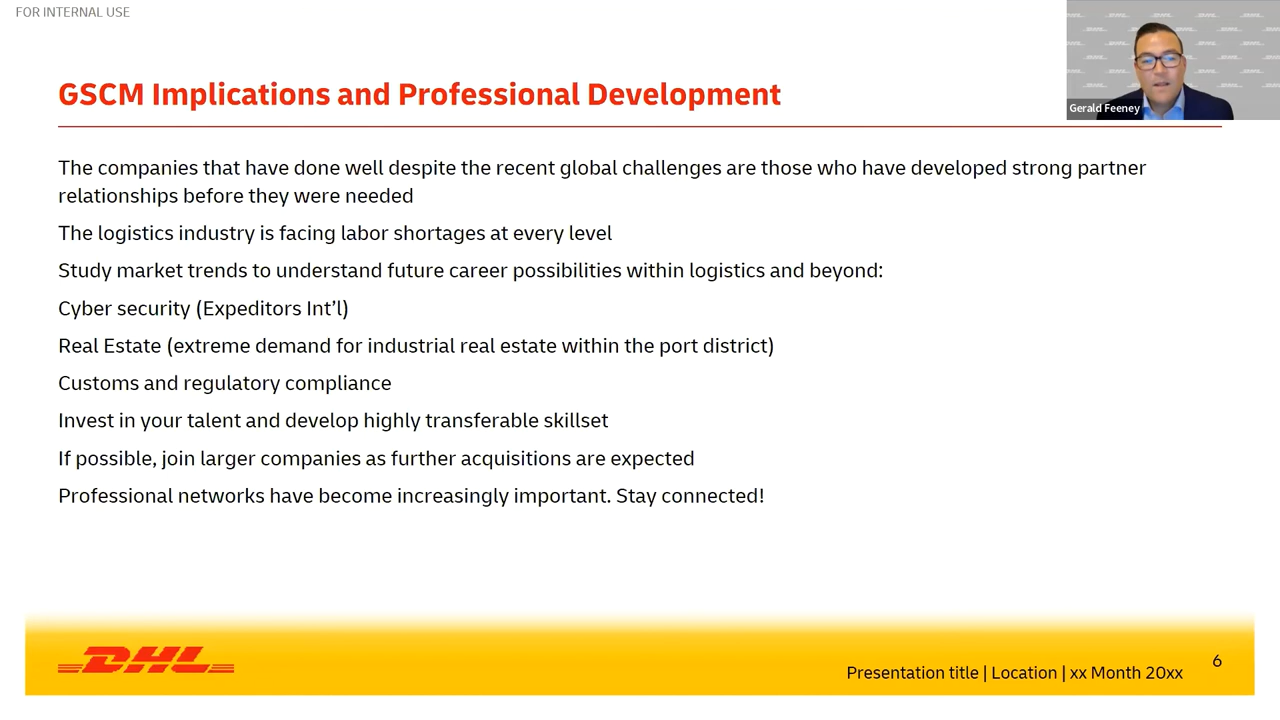 FOR INTERNAL USE
GSCM Implications and Professional Development
Gerald Feeney
The companies that have done well despite the recent global challenges are those who have developed strong partner
relationships before they were needed
The logistics industry is facing labor shortages at every level
Study market trends to understand future career possibilities within logistics and beyond:
Cyber security (Expeditors Int’l)
Real Estate (extreme demand for industrial real estate within the port district)
Customs and regulatory compliance
Invest in your talent and develop highly transferable skillset
If possible, join larger companies as further acquisitions are expected
Professional networks have become increasingly important. Stay connected!
DHL
Presentation title | Location | xx Month 20xx
6